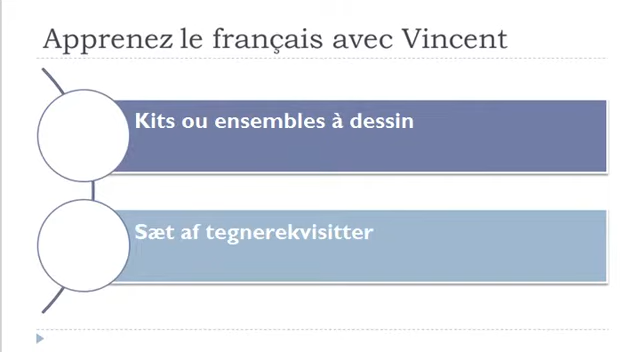 Apprenez le français avec Vincent
Kits ou ensembles à dessin
Sæt af tegnerekvisitter